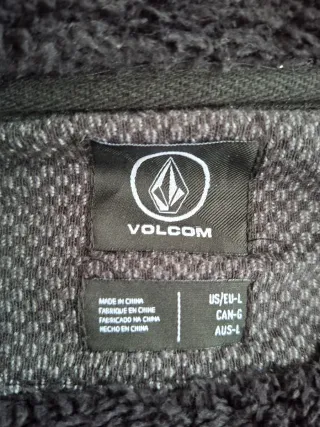 VOLCOM
MADE IN CHINA
FABRIQUE EN CHINE
FABRICADO NA CHINA
HECHO EN CHINA
US/EU-L
CAN-G
AUS-L